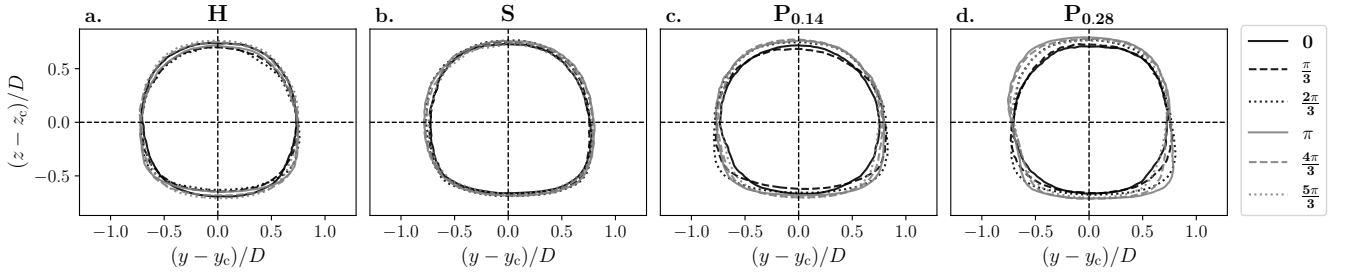 a. H
b. S
c. P0.14
d. P0.28
(z − zc)/D
0.5
0.0
−0.5
−1.0 −0.5 0.0 0.5 1.0
−1.0 −0.5 0.0 0.5 1.0
−1.0 −0.5 0.0 0.5 1.0
−1.0 −0.5 0.0 0.5 1.0
(y − yc)/D
(y − yc)/D
(y − yc)/D
(y − yc)/D
0
π/3
2π/3
π
4π/3
5π/3